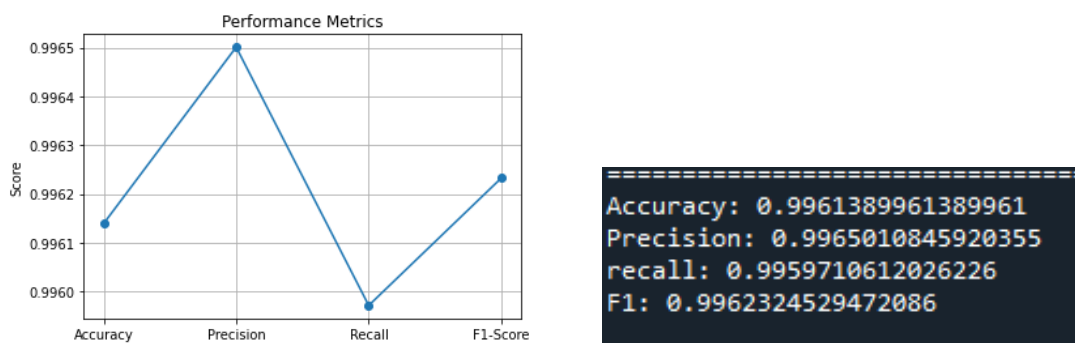 Performance Metrics
0.9965
0.9964
0.9963
0.9962
0.9961
0.9960
Score
Accuracy Precision Recall F1-Score
================================
Accuracy: 0.9961389961389961
Precision: 0.9965010845920355
recall: 0.9959710612026226
F1: 0.9962324529472086